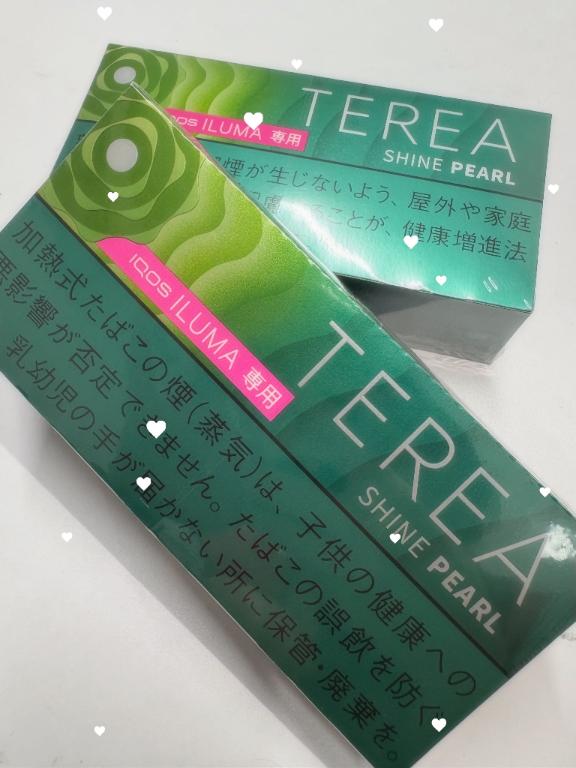 TEREA
SHINE PEARL
IQOS ILUMA 専用
煙が生じないよう、屋外や家庭
ことが、健康増進法
TEREA
SHINE PEARL
IQOS ILUMA 専用
加熱式たばこの煙(蒸気)は、子供の健康への
悪影響が否定できません。たばこの誤飲を防ぐ
乳幼児の手が届かない所に保管・廃棄を。